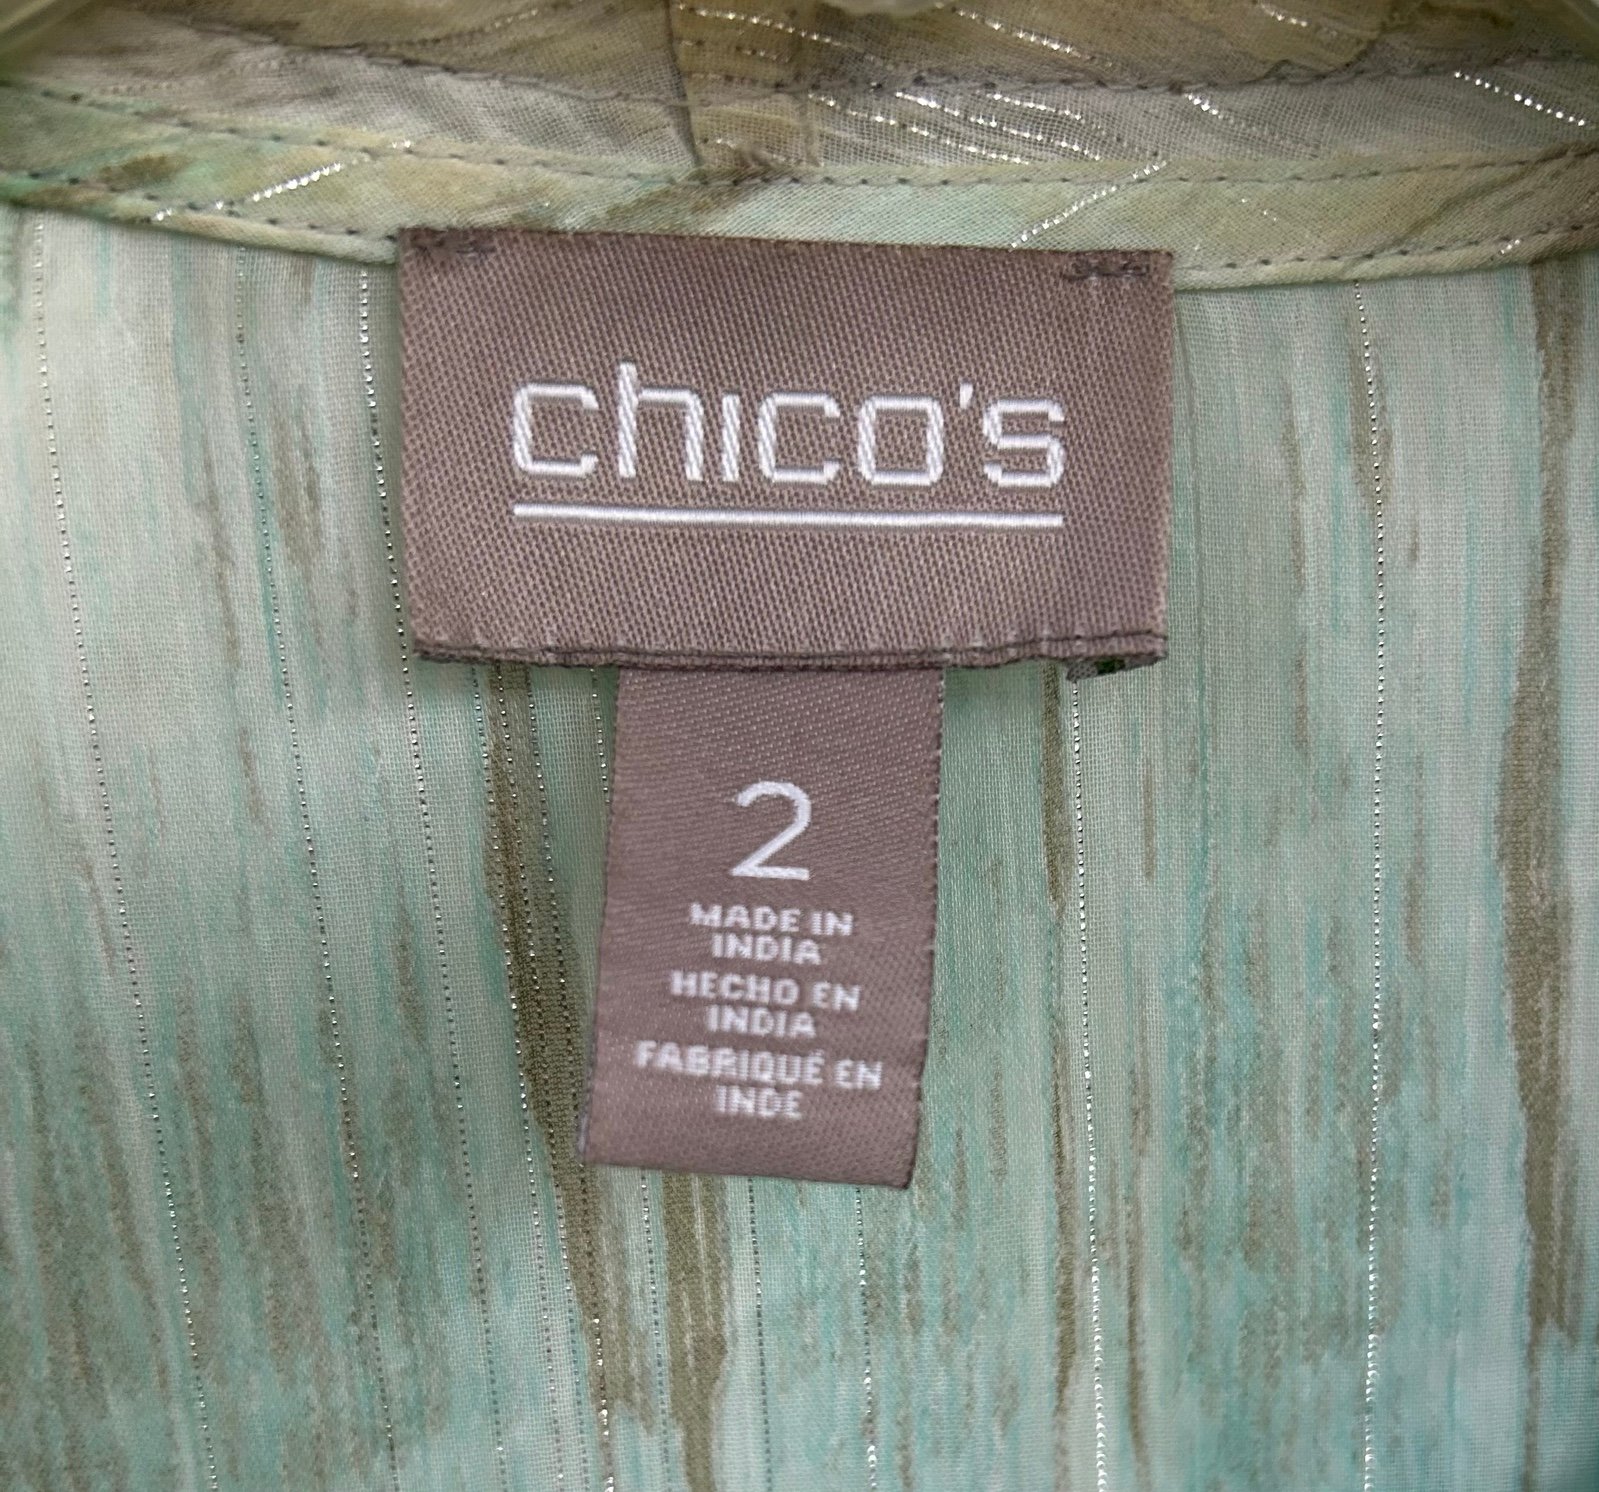 chico's
2
MADE IN
INDIA
HECHO EN
INDIA
FABRIQUÉ EN
INDE